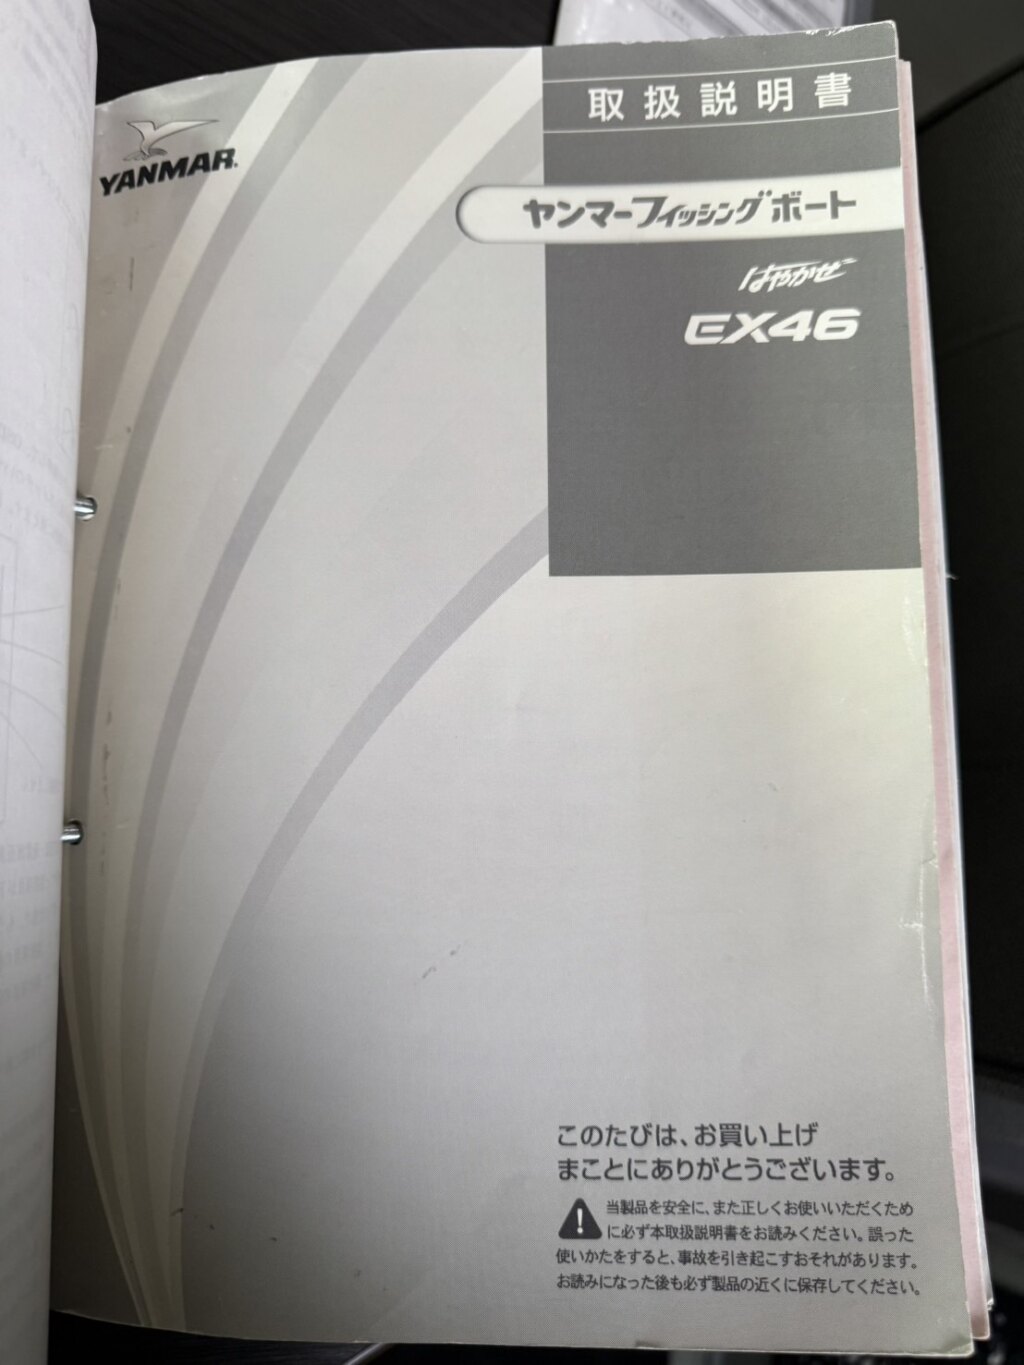 取扱説明書
YANMAR
ヤンマーフィッシングボート
はやかぜ
EX46
このたびは、お買い上げ
まことにありがとうございます。
当製品を安全に、また正しくお使いいただくため
に必ず本取扱説明書をお読みください。誤った
使いかたをすると、事故を引き起こすおそれがあります。
お読みになった後も必ず製品の近くに保存してください。